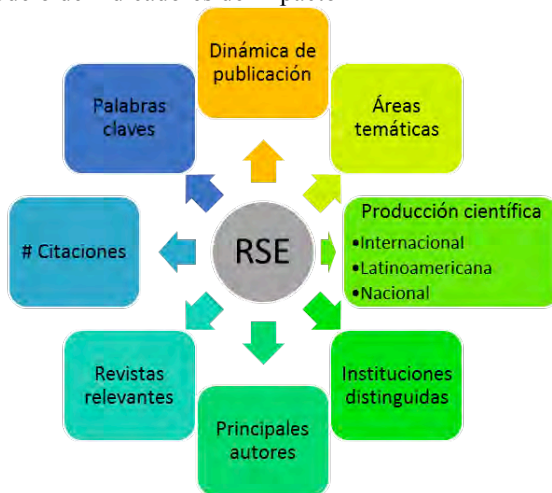 Dinámica de
publicación
Áreas
temáticas
Producción científica
•Internacional
•Latinoamericana
•Nacional
Instituciones
distinguidas
Principales
autores
Revistas
relevantes
# Citaciones
Palabras
claves
RSE